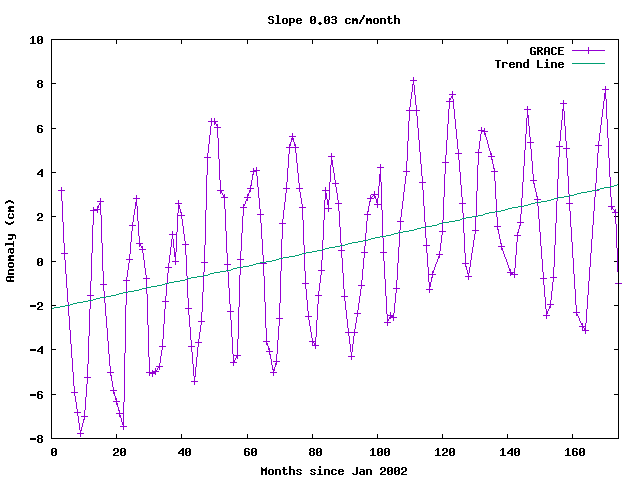 Slope 0.03 cm/month
10
8
6
4
2
0
-2
-4
-6
-8
Anomaly (cm)
GRACE
Trend Line
0 20 40 60 80 100 120 140 160
Months since Jan 2002